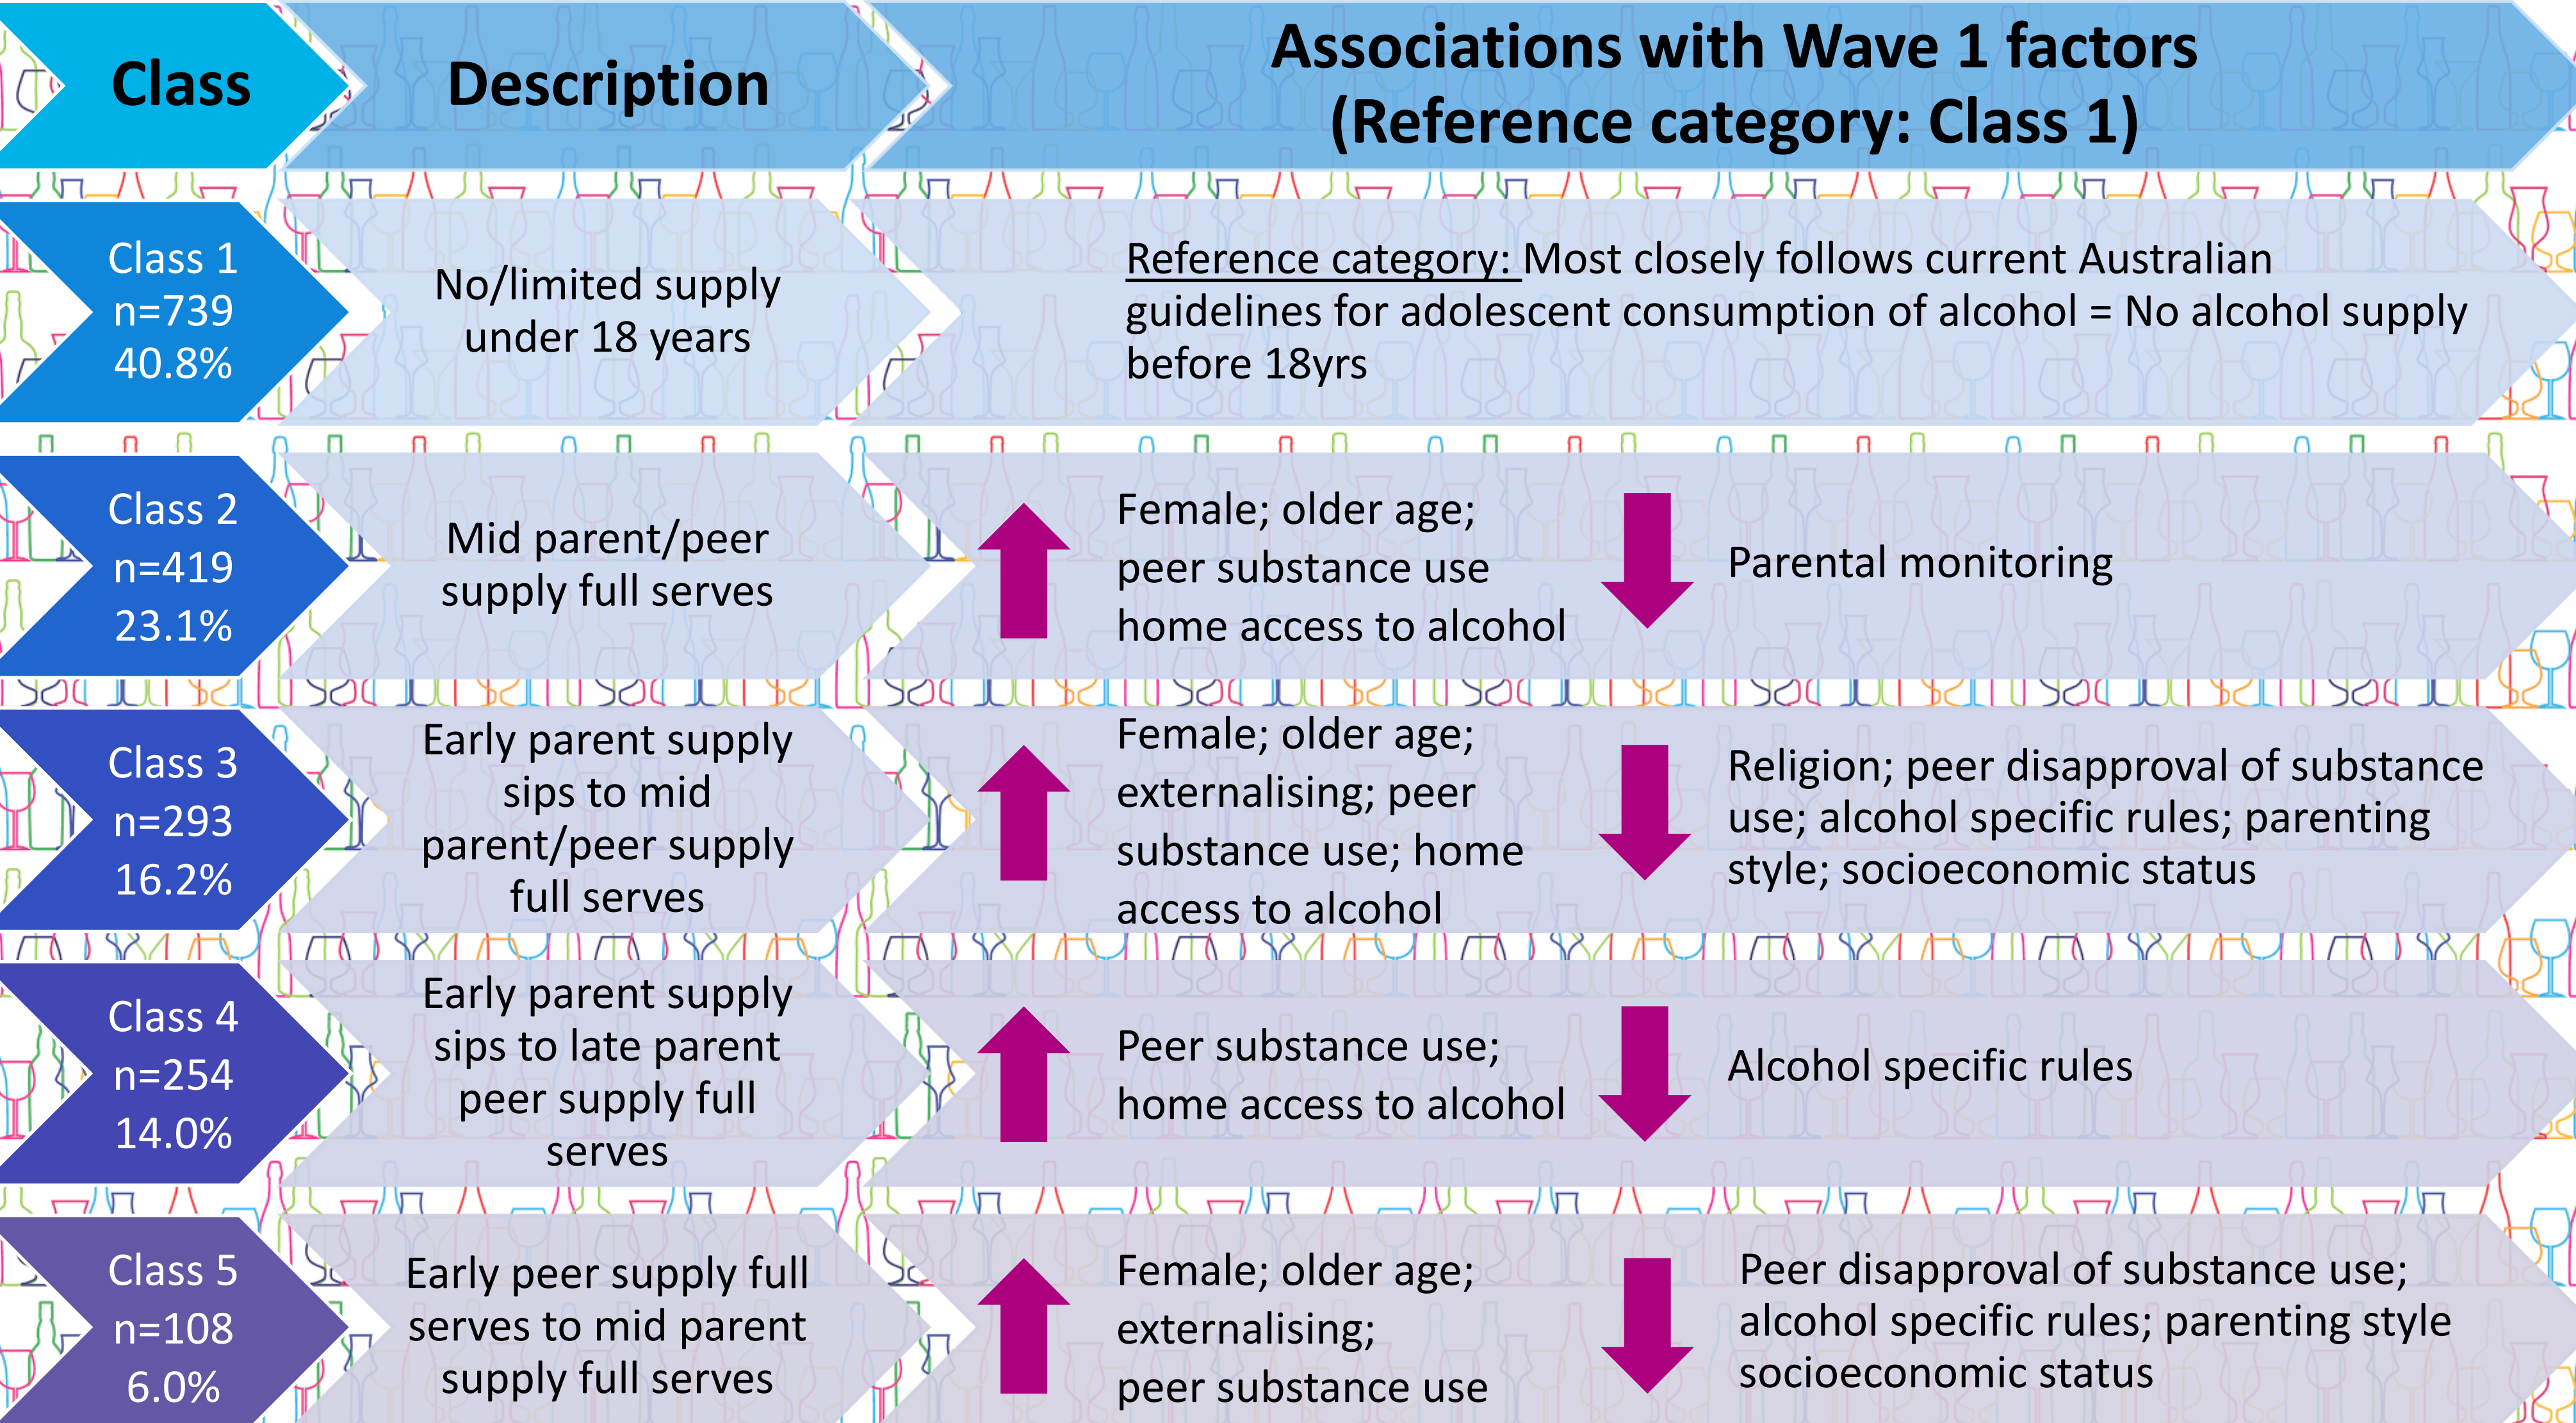 Class
Description
Associations with Wave 1 factors
(Reference category: Class 1)
Class 1
n=739
40.8%
No/limited supply
under 18 years
Reference category: Most closely follows current Australian
guidelines for adolescent consumption of alcohol = No alcohol supply
before 18yrs
Class 2
n=419
23.1%
Mid parent/peer
supply full serves
Female; older age;
peer substance use
home access to alcohol
Parental monitoring
Class 3
n=293
16.2%
Early parent supply
sips to mid
parent/peer supply
full serves
Female; older age;
externalising; peer
substance use; home
access to alcohol
Religion; peer disapproval of substance
use; alcohol specific rules; parenting
style; socioeconomic status
Class 4
n=254
14.0%
Early parent supply
sips to late parent
peer supply full
serves
Peer substance use;
home access to alcohol
Alcohol specific rules
Class 5
n=108
6.0%
Early peer supply full
serves to mid parent
supply full serves
Female; older age;
externalising;
peer substance use
Peer disapproval of substance use;
alcohol specific rules; parenting style
socioeconomic status